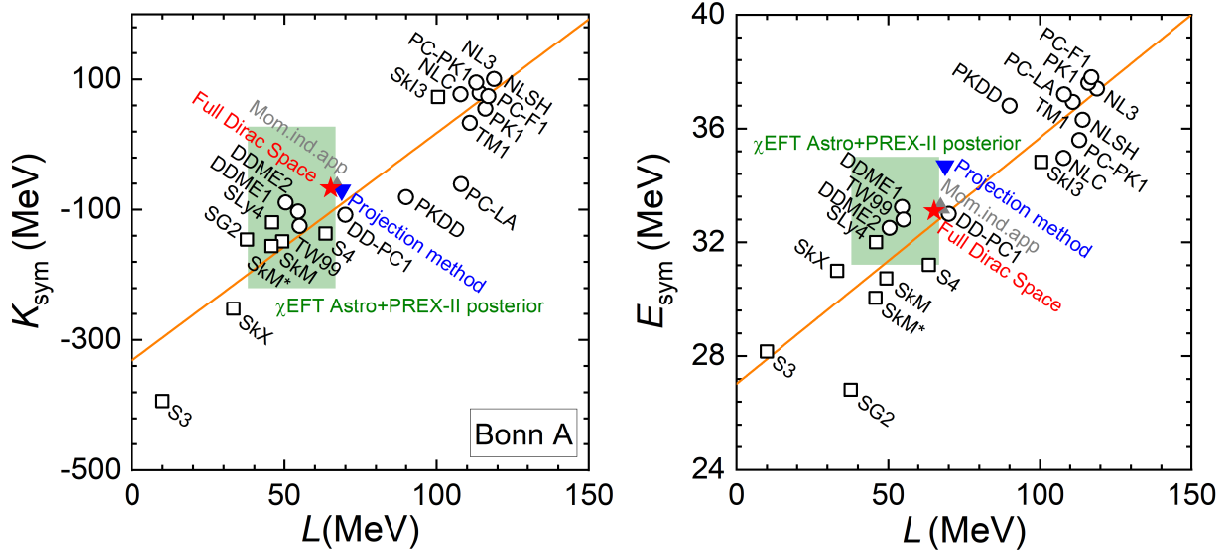 100
-100
-300
-500
0
50
100
150
K_sym (MeV)
L(MeV)
NL3
PC-PK1
NLC
SkI3
NLSH
PC-F1
PK1
TM1
Mom.ind.app
Full Dirac Space
DDME2
DDME1
SLy4
SG2
Projection method
PC-LA
PKDD
DD-PC1
S4
TW99
SkM
SkM*
χEFT Astro+PREX-II posterior
SkX
S3
Bonn A
40
36
32
28
24
0
50
100
150
E_sym (MeV)
L (MeV)
PC-F1
PK1
PC-LA
PKDD
TM1
NL3
NLSH
PC-PK1
NLC
SkI3
χEFT Astro+PREX-II posterior
Projection method
DDME1
TW99
DDME2
SLy4
Mom.ind.app
DD-PC1
Full Dirac Space
SkX
S4
SkM
SkM*
S3
SG2